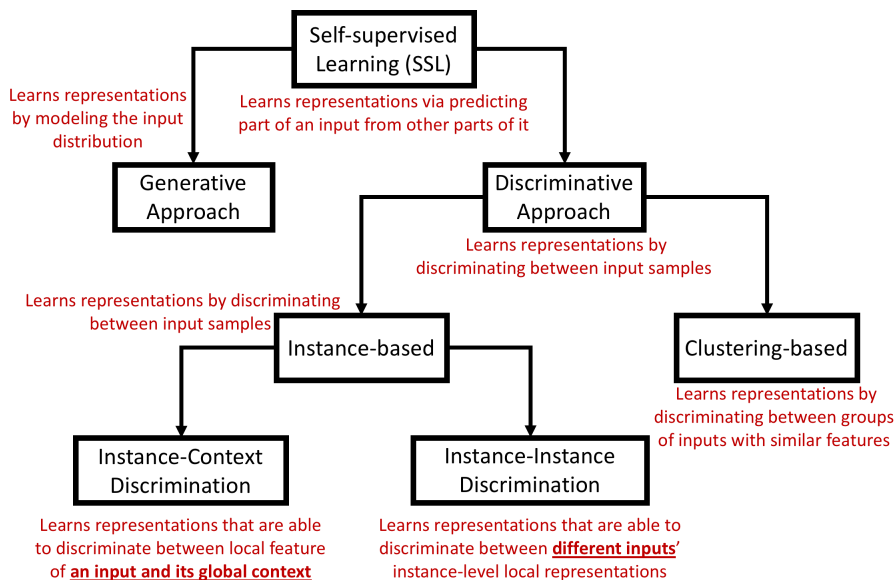 Self-supervised
Learning (SSL)
Learns representations
by modeling the input
distribution
Learns representations via predicting
part of an input from other parts of it
Generative
Approach
Discriminative
Approach
Learns representations by
discriminating between input samples
Learns representations by discriminating
between input samples
Instance-based
Clustering-based
Learns representations by
discriminating between groups
of inputs with similar features
Instance-Context
Discrimination
Instance-Instance
Discrimination
Learns representations that are able
to discriminate between local feature
of an input and its global context
Learns representations that are able to
discriminate between different inputs'
instance-level local representations